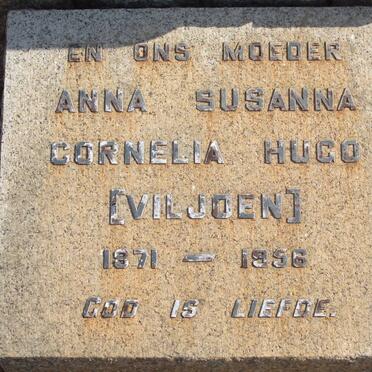 EN ONS MOEDER
ANNA SUSANNA
CORNELIA HUGO
[VILJOEN]
1871 — 1956
GOD IS LIEFDE.